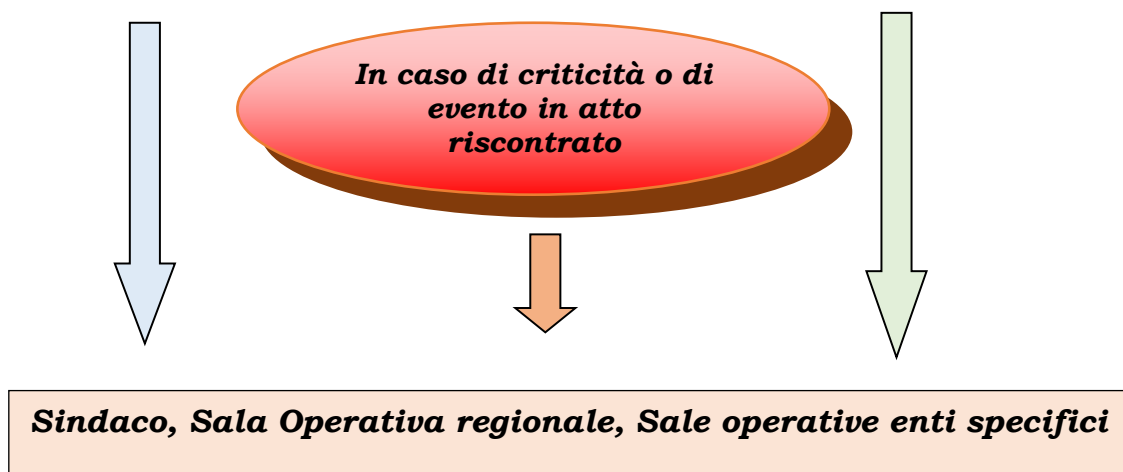 In caso di criticità o di
evento in atto
riscontrato
Sindaco, Sala Operativa regionale, Sale operative enti specifici